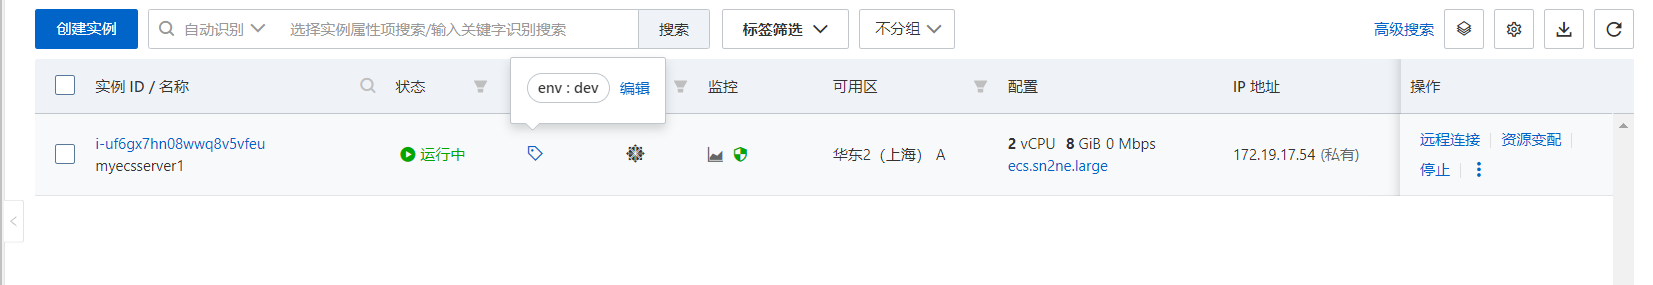 创建实例 自动识别 选择实例属性项搜索/输入关键字识别搜索 搜索 标签筛选 不分组 高级搜索
实例 ID / 名称 状态 env : dev 编辑 监控 可用区 配置 IP 地址 操作
i-uf6gx7hn08wwq8v5vfeu
myecsserver1
运行中
华东2（上海） A
2 vCPU 8 GiB 0 Mbps
ecs.sn2ne.large
172.19.17.54 (私有)
远程连接 资源变配
停止